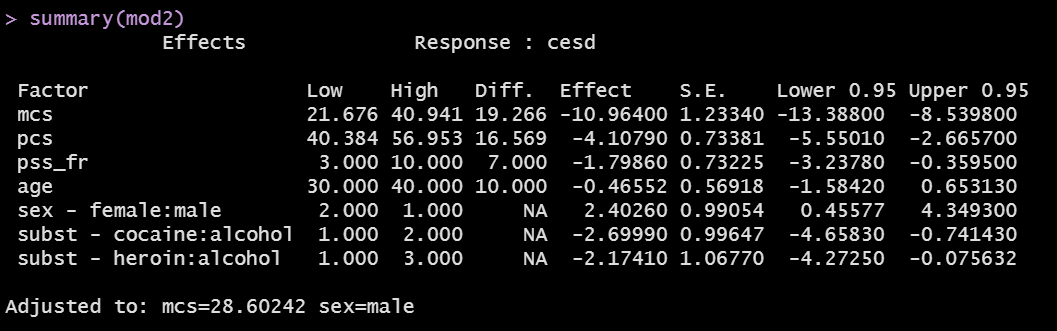 > summary(mod2)
Effects Response : cesd
Factor Low High Diff. Effect S.E. Lower 0.95 Upper 0.95
mcs 21.676 40.941 19.266 -10.96400 1.23340 -13.38800 -8.539800
pcs 40.384 56.953 16.569 -4.10790 0.73381 -5.55010 -2.665700
pss_fr 3.000 10.000 7.000 -1.79860 0.73225 -3.23780 -0.359500
age 30.000 40.000 10.000 -0.46552 0.56918 -1.58420 0.653130
sex - female:male 2.000 1.000 NA 2.40260 0.99054 0.45577 4.349300
subst - cocaine:alcohol 1.000 2.000 NA -2.69990 0.99647 -4.65830 -0.741430
subst - heroin:alcohol 1.000 3.000 NA -2.17410 1.06770 -4.27250 -0.075632
Adjusted to: mcs=28.60242 sex=male